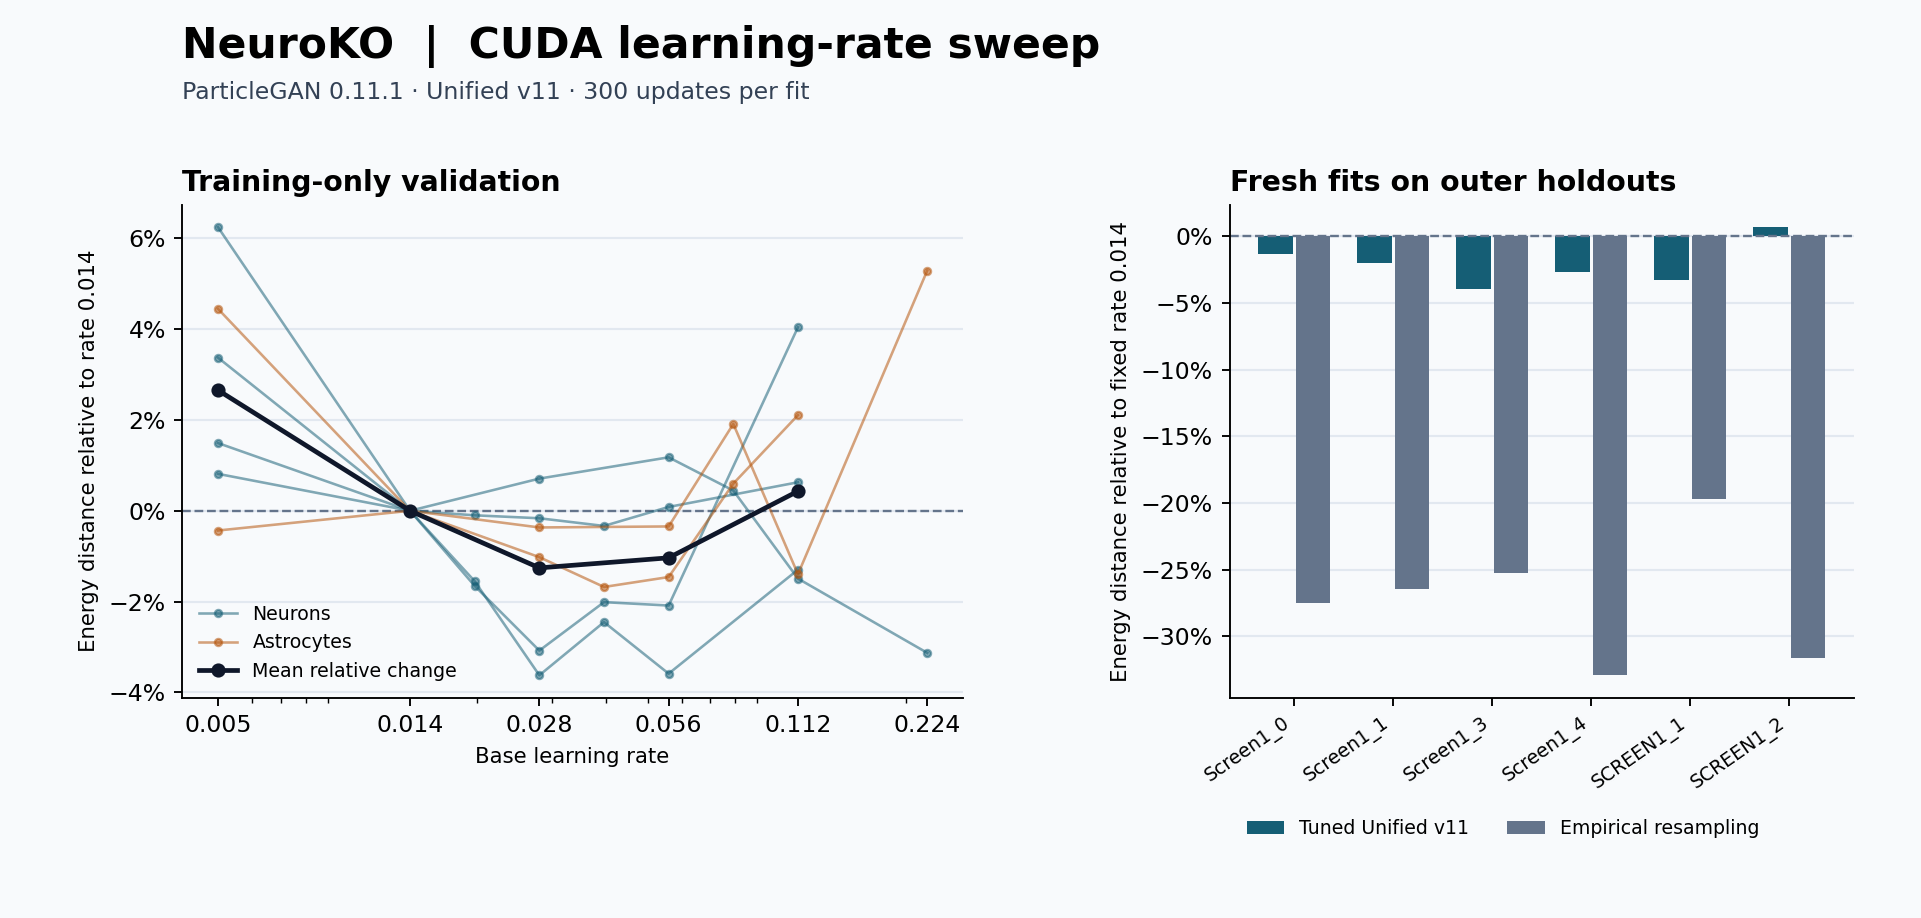 NeuroKO | CUDA learning-rate sweep
ParticleGAN 0.11.1 · Unified v11 · 300 updates per fit
Training-only validation
Energy distance relative to rate 0.014
6%
4%
2%
0%
−2%
−4%
Neurons
Astrocytes
Mean relative change
0.005
0.014
0.028
0.056
0.112
0.224
Base learning rate
Fresh fits on outer holdouts
Energy distance relative to fixed rate 0.014
0%
−5%
−10%
−15%
−20%
−25%
−30%
Screen1_0
Screen1_1
Screen1_3
Screen1_4
SCREEN1_1
SCREEN1_2
Tuned Unified v11
Empirical resampling